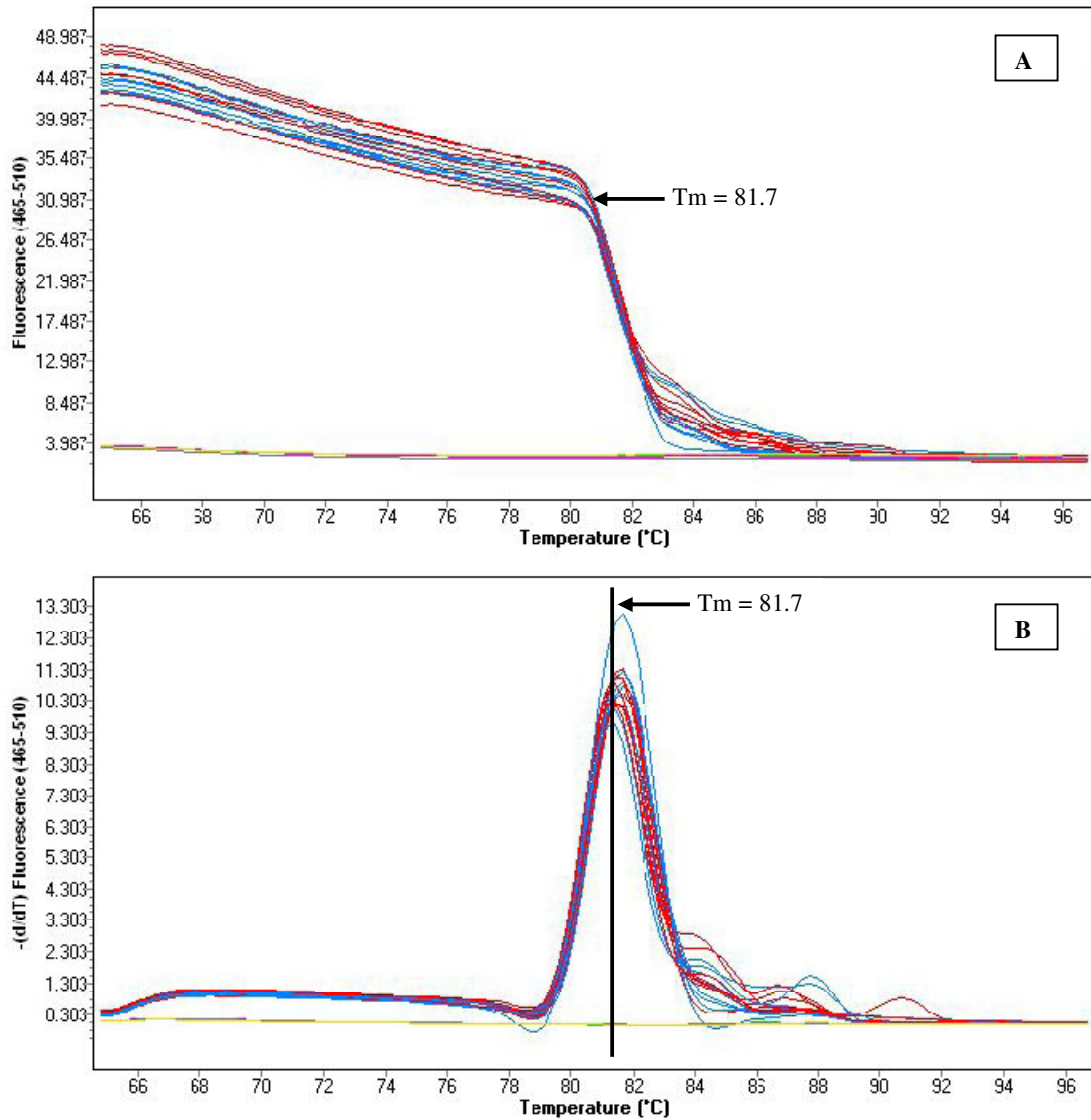 A
48.987
44.487
39.987
35.487
30.987
26.487
21.987
17.487
12.987
8.487
3.987
Fluorescence (465-510)
Tm = 81.7
66 68 70 72 74 76 78 80 82 84 86 88 90 92 94 96
Temperature (°C)
B
13.303
12.303
11.303
10.303
9.303
8.303
7.303
6.303
5.303
4.303
3.303
2.303
1.303
0.303
-(d/dT) Fluorescence (465-510)
Tm = 81.7
66 68 70 72 74 76 78 80 82 84 86 88 90 92 94 96
Temperature (°C)